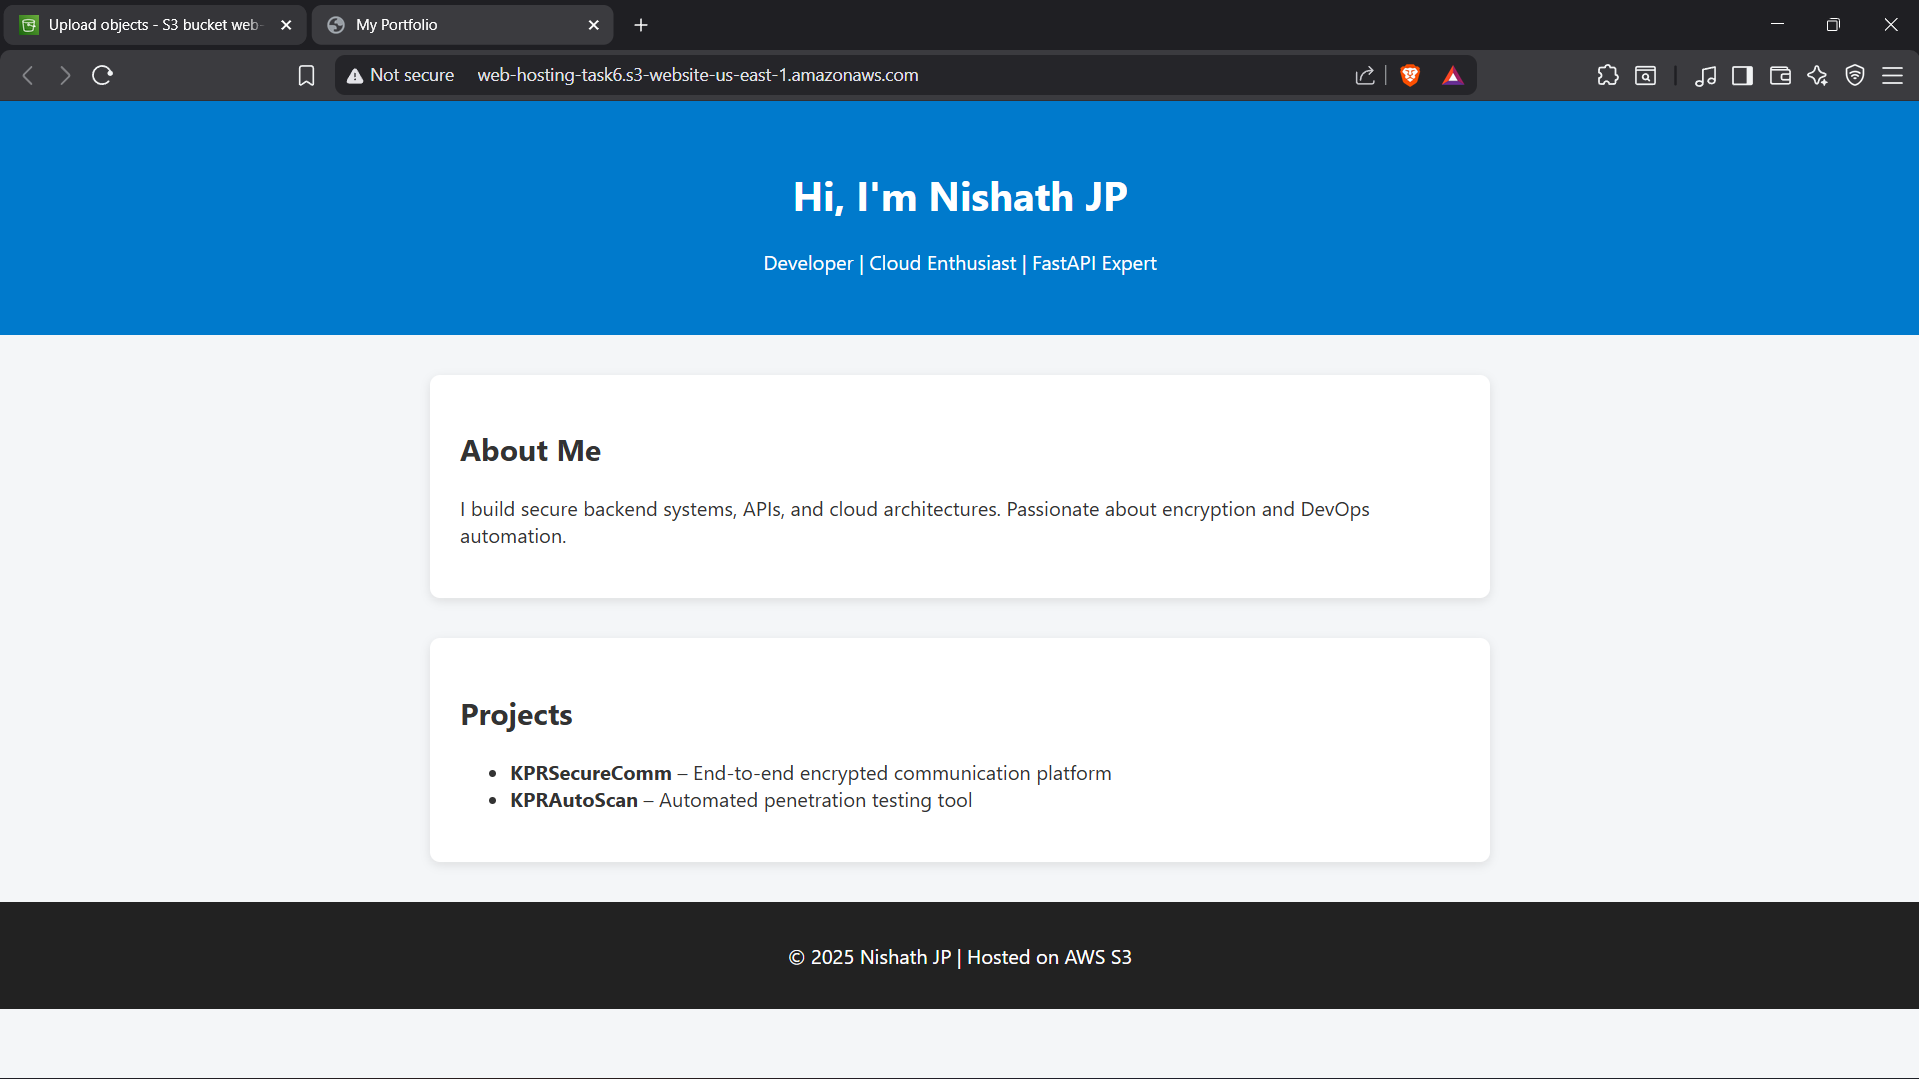 Upload objects - S3 bucket web-
My Portfolio
Not secure web-hosting-task6.s3-website-us-east-1.amazonaws.com
Hi, I'm Nishath JP
Developer | Cloud Enthusiast | FastAPI Expert
About Me
I build secure backend systems, APIs, and cloud architectures. Passionate about encryption and DevOps
automation.
Projects
• KPRSecureComm – End-to-end encrypted communication platform
• KPRAutoScan – Automated penetration testing tool
© 2025 Nishath JP | Hosted on AWS S3